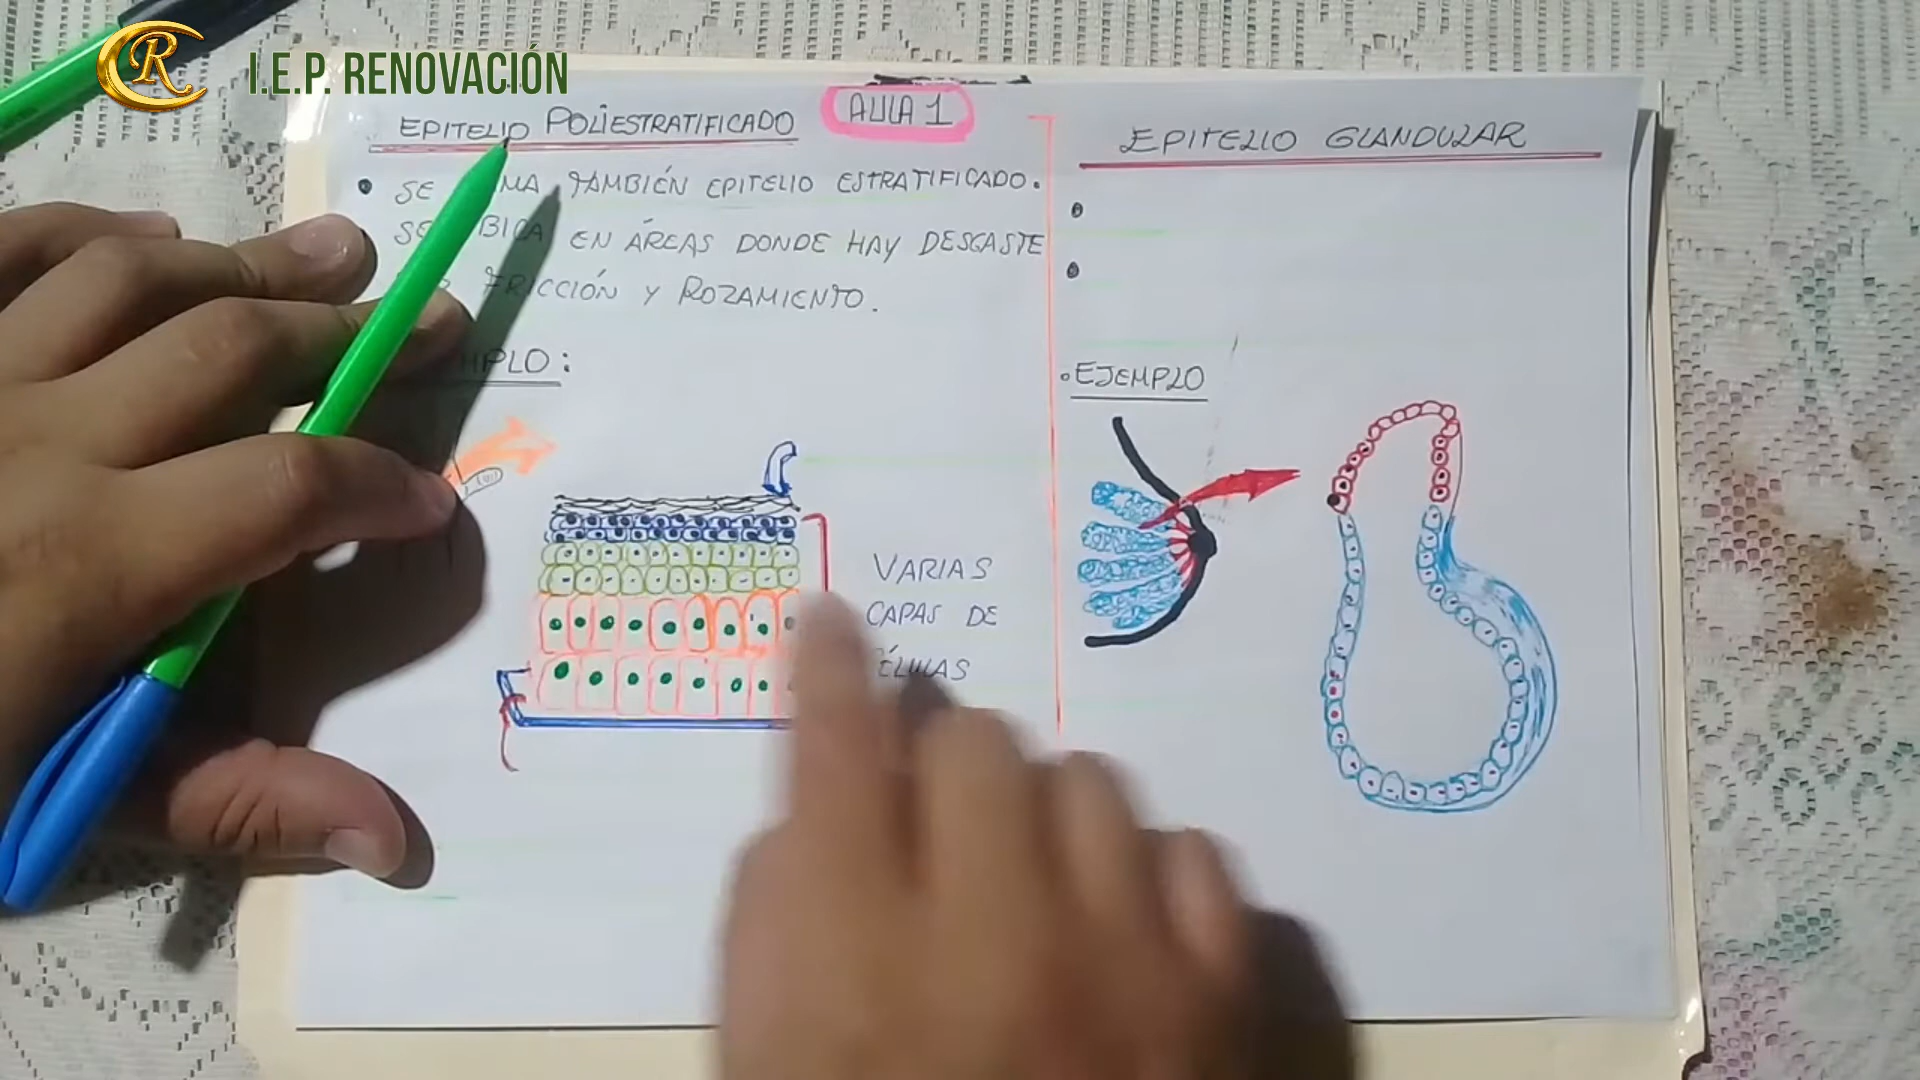 I.E.P. RENOVACIÓN
EPITELIO POLIESTRATIFICADO
AULA 1
SE TAMBIÉN EPITELIO ESTRATIFICADO.
EN ÁREAS DONDE HAY DESGASTE
FRICCIÓN Y ROZAMIENTO.
VARIAS
CAPAS DE
EPITELIO GLANDULAR
EJEMPLO